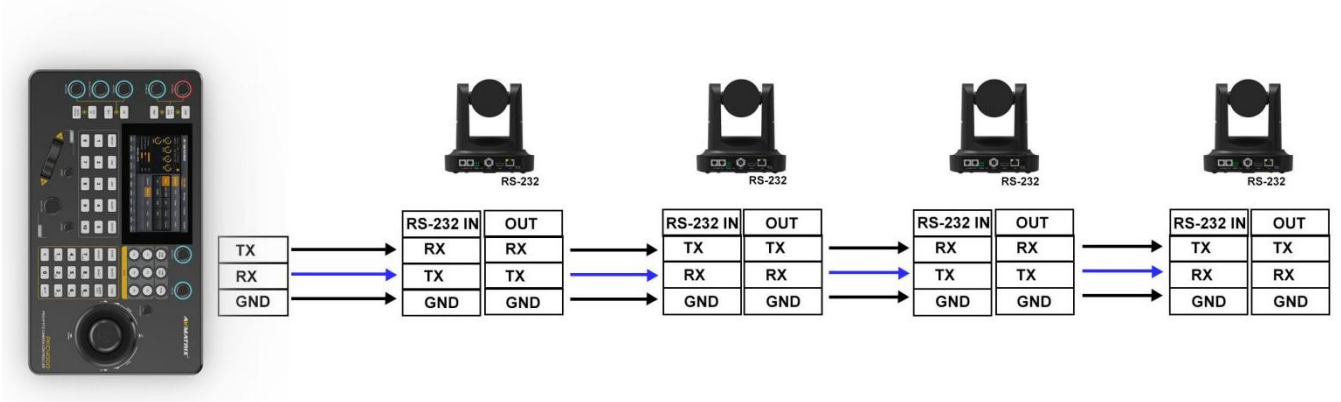 RS-232
RS-232
RS-232
RS-232
RS-232 IN OUT
RX RX
TX TX
GND GND
RS-232 IN OUT
TX TX
RX RX
GND GND
RS-232 IN OUT
RX RX
TX TX
GND GND
RS-232 IN OUT
TX TX
RX RX
GND GND
TX
RX
GND
AVMATRIX